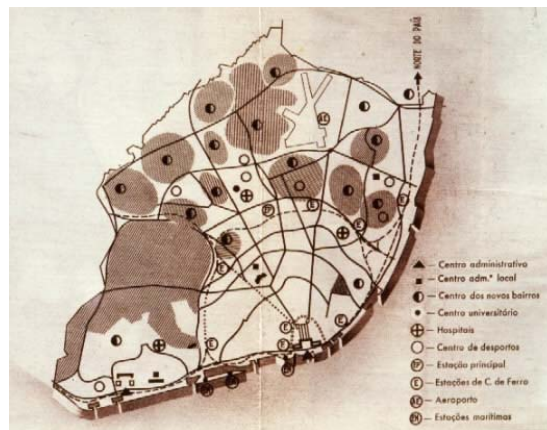 NORTE DO PAÍS
Centro administrativo
Centro adm.º local
Centro dos novos bairros
Centro universitório
Hospitais
Centro de desportos
Estação principal
Estações de C. de Ferro
Aeroporto
Estações marítimas